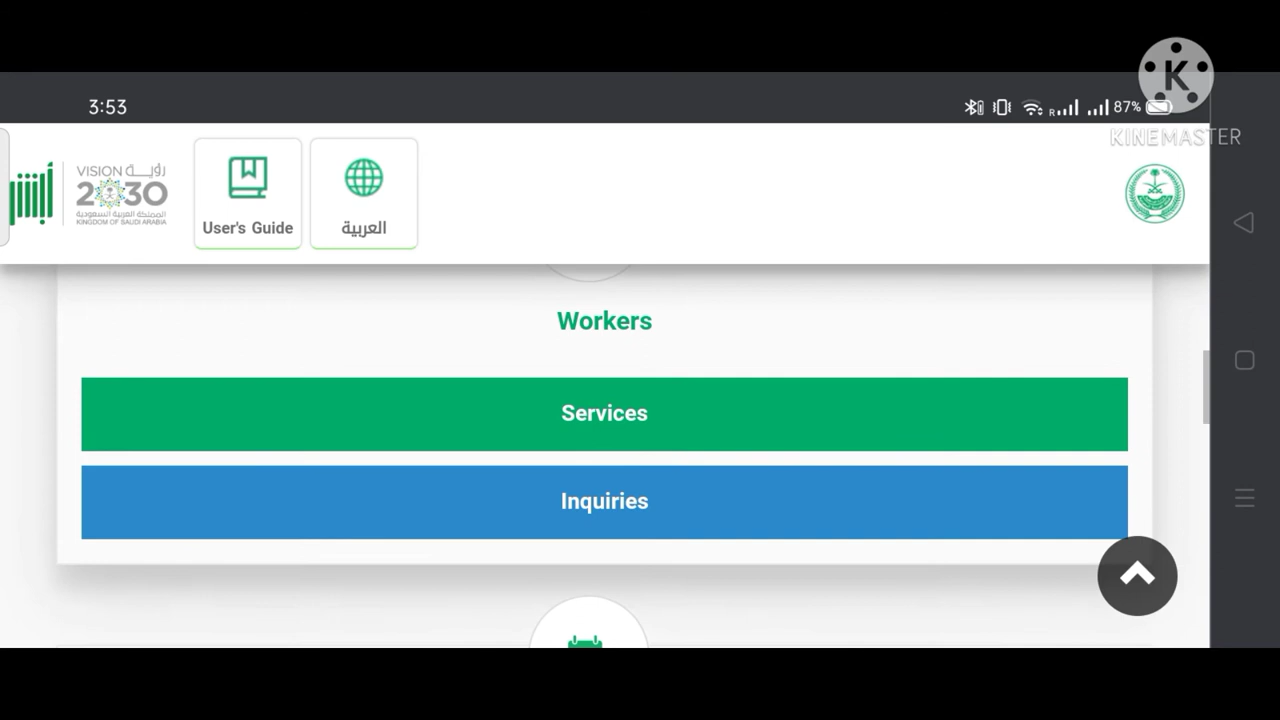 3:53
R
87%
KINEMASTER
أبشر
VISION رؤيــة
2030
المملكة العربية السعودية
KINGDOM OF SAUDI ARABIA
User's Guide
العربية
Workers
Services
Inquiries